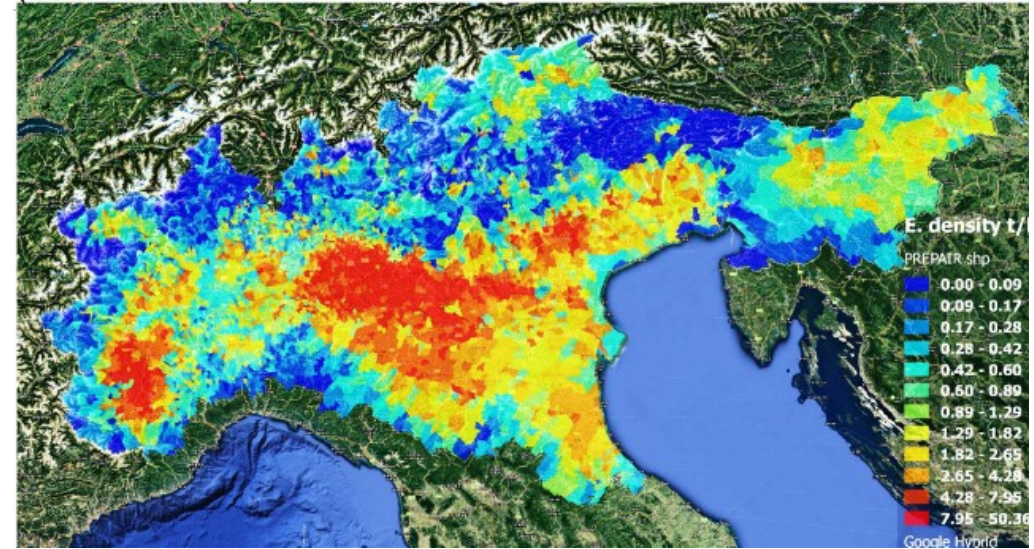 E. density t/
PREPAIR shp
0.00 - 0.09
0.09 - 0.17
0.17 - 0.28
0.28 - 0.42
0.42 - 0.60
0.60 - 0.89
0.89 - 1.29
1.29 - 1.82
1.82 - 2.65
2.65 - 4.28
4.28 - 7.95
7.95 - 50.36
Google Hybrid